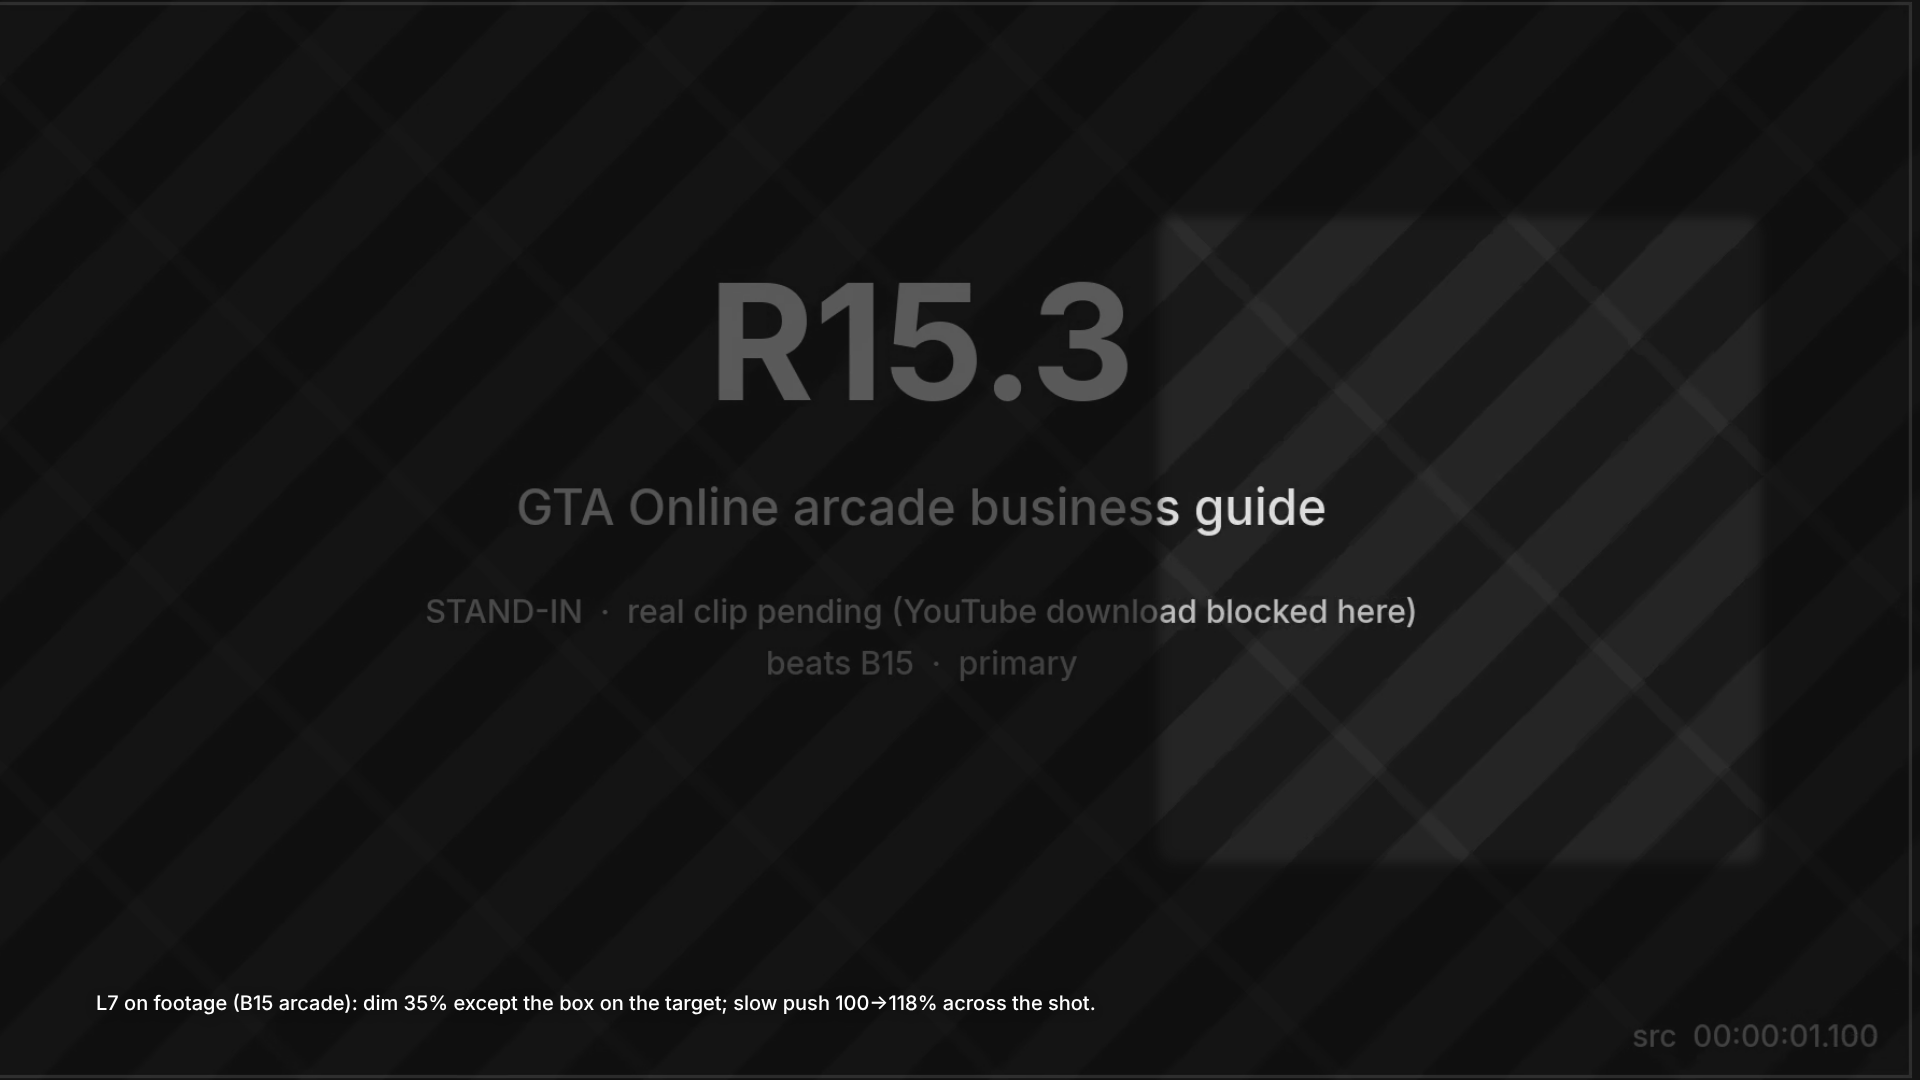 R15.3
GTA Online arcade business guide
STAND-IN · real clip pending (YouTube download blocked here)
beats B15 · primary
L7 on footage (B15 arcade): dim 35% except the box on the target; slow push 100→118% across the shot.
src 00:00:01.100